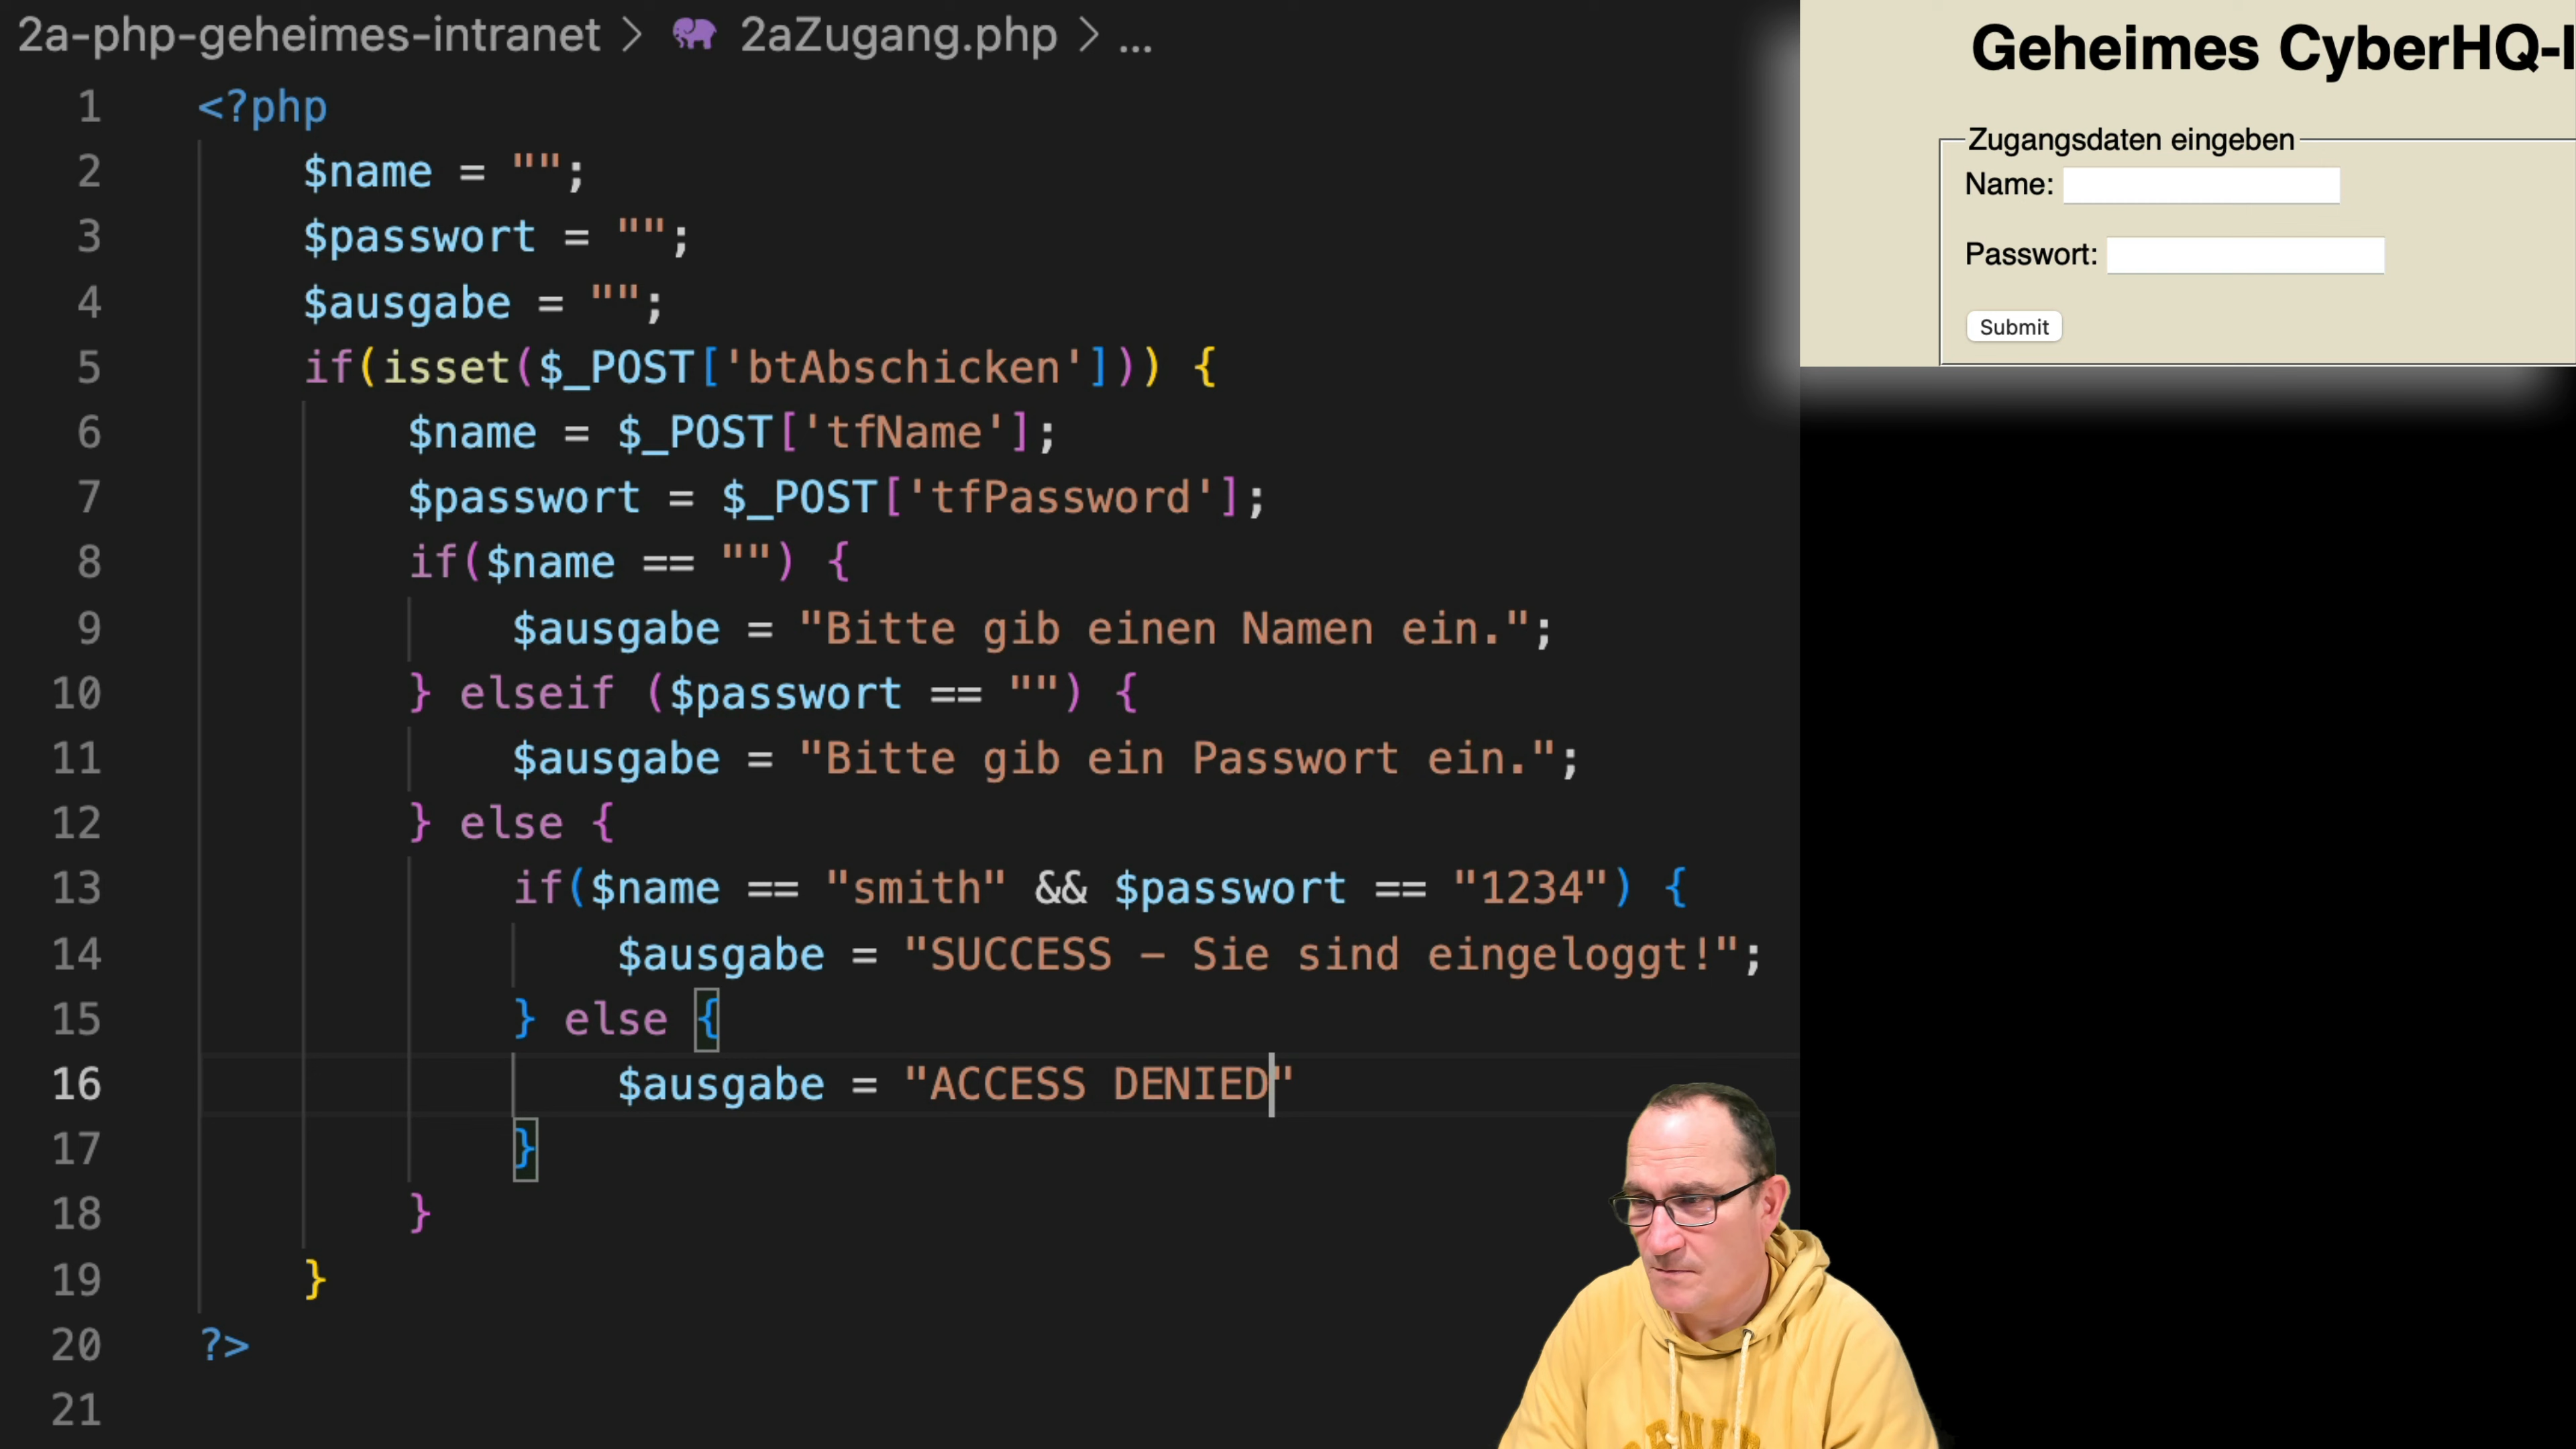 2a-php-geheimes-intranet > 2aZugang.php > ...
1 <?php
2 $name = "";
3 $passwort = "";
4 $ausgabe = "";
5 if(isset($_POST['btAbschicken'])) {
6 $name = $_POST['tfName'];
7 $passwort = $_POST['tfPassword'];
8 if($name == "") {
9 $ausgabe = "Bitte gib einen Namen ein.";
10 } elseif ($passwort == "") {
11 $ausgabe = "Bitte gib ein Passwort ein.";
12 } else {
13 if($name == "smith" && $passwort == "1234") {
14 $ausgabe = "SUCCESS – Sie sind eingeloggt!";
15 } else {
16 $ausgabe = "ACCESS DENIED"
17 }
18 }
19 }
20 ?>
21
Geheimes CyberHQ-I
Zugangsdaten eingeben
Name:
Passwort:
Submit